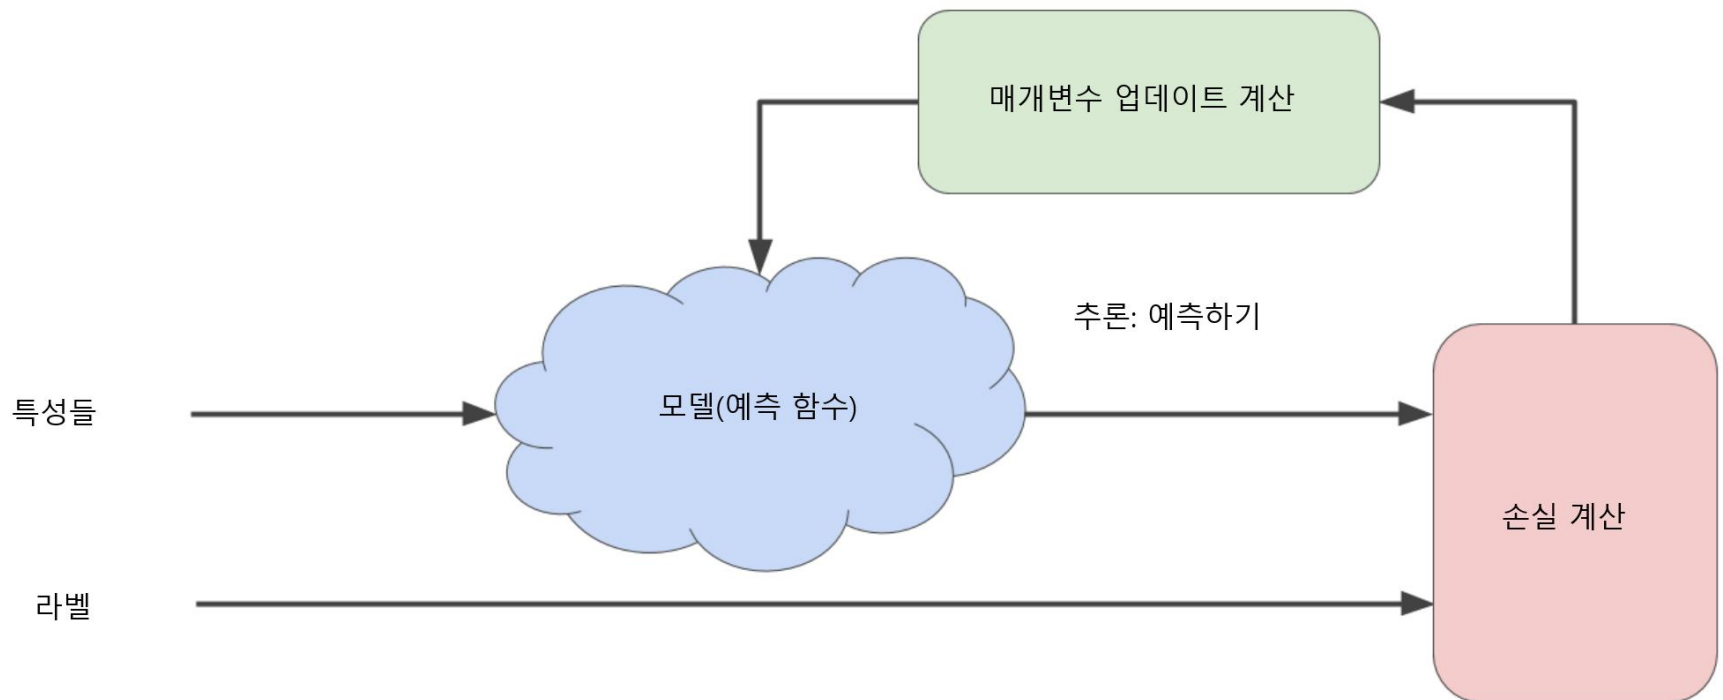 매개변수 업데이트 계산
추론: 예측하기
특성들
모델(예측 함수)
손실 계산
라벨